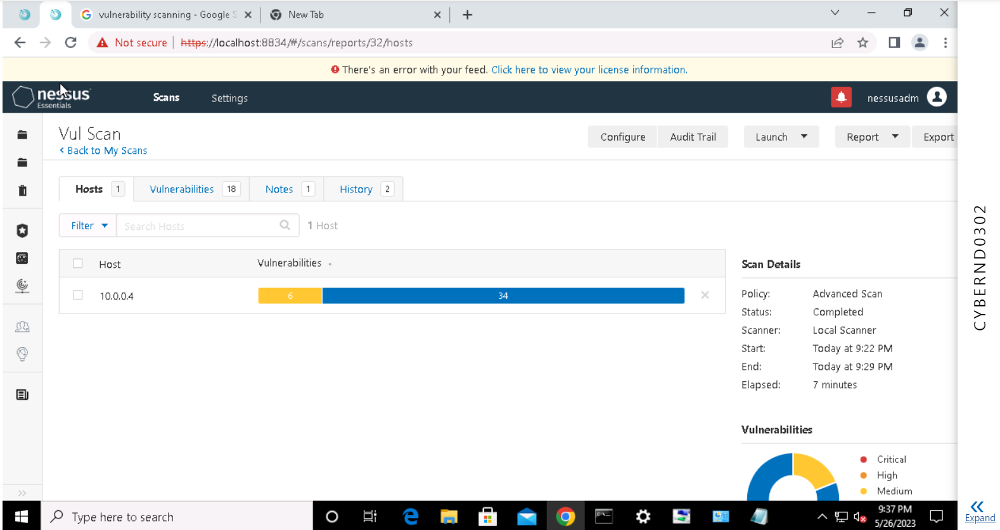 vulnerability scanning - Google S
New Tab
Not secure | https://localhost:8834/#/scans/reports/32/hosts
There's an error with your feed. Click here to view your license information.
nessus
Essentials
Scans
Settings
nessusadm
Vul Scan
Back to My Scans
Configure
Audit Trail
Launch
Report
Export
Hosts 1
Vulnerabilities 18
Notes 1
History 2
Filter
Search Hosts
1 Host
Host
Vulnerabilities
10.0.0.4
6
34
Scan Details
Policy: Advanced Scan
Status: Completed
Scanner: Local Scanner
Start: Today at 9:22 PM
End: Today at 9:29 PM
Elapsed: 7 minutes
Vulnerabilities
Critical
High
Medium
Type here to search
9:37 PM
5/26/2023
CYBERND0302
Expand